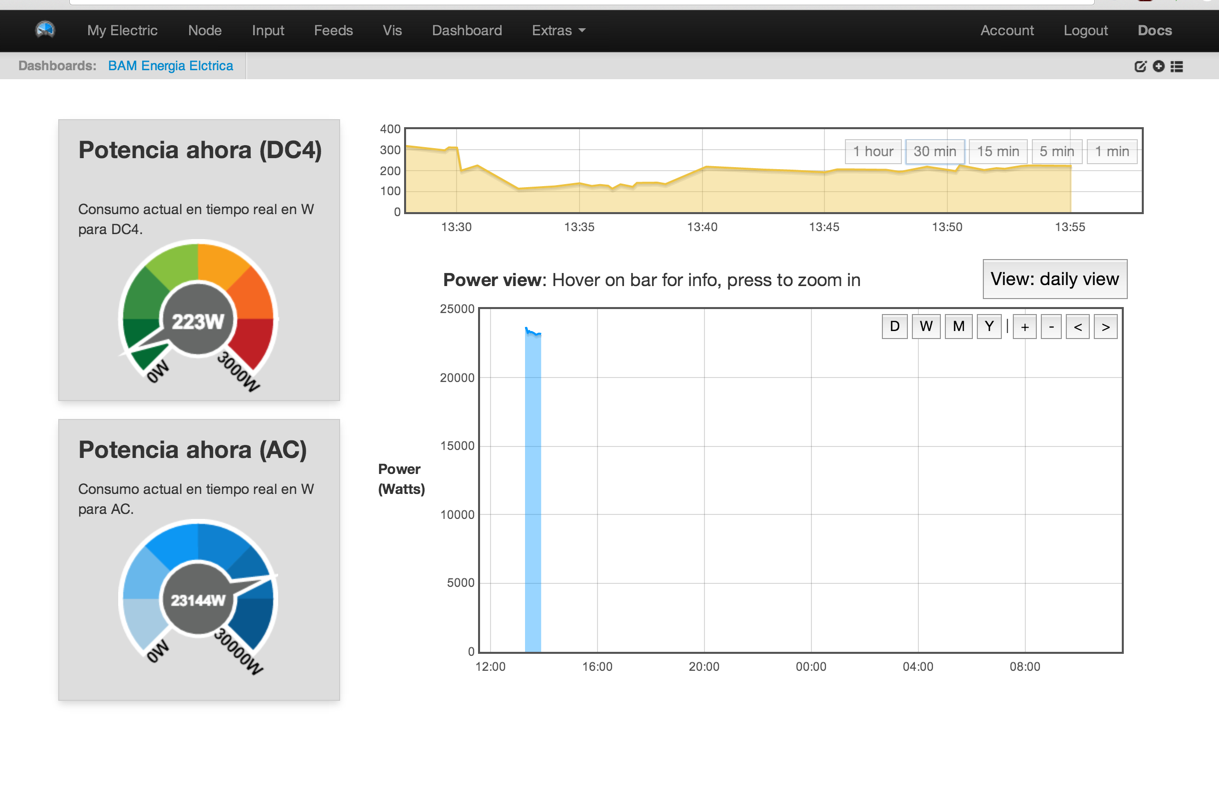 My Electric Node Input Feeds Vis Dashboard Extras Account Logout Docs
Dashboards: BAM Energia Elctrica
Potencia ahora (DC4)
Consumo actual en tiempo real en W
para DC4.
223W
0W
3000W
Potencia ahora (AC)
Consumo actual en tiempo real en W
para AC.
23144W
0W
30000W
400
300
200
100
0
1 hour 30 min 15 min 5 min 1 min
13:30 13:35 13:40 13:45 13:50 13:55
Power view: Hover on bar for info, press to zoom in
View: daily view
D W M Y | + - < >
Power
(Watts)
25000
20000
15000
10000
5000
0
12:00 16:00 20:00 00:00 04:00 08:00